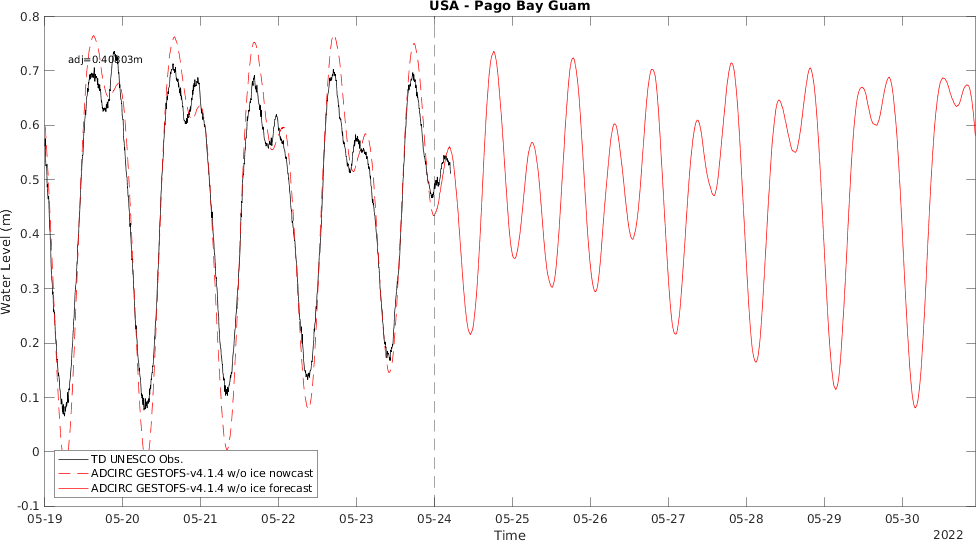 USA - Pago Bay Guam
adj=0.40803m
Water Level (m)
0.8
0.7
0.6
0.5
0.4
0.3
0.2
0.1
0
-0.1
TD UNESCO Obs.
ADCIRC GESTOFS-v4.1.4 w/o ice nowcast
ADCIRC GESTOFS-v4.1.4 w/o ice forecast
05-19 05-20 05-21 05-22 05-23 05-24 05-25 05-26 05-27 05-28 05-29 05-30
Time
2022